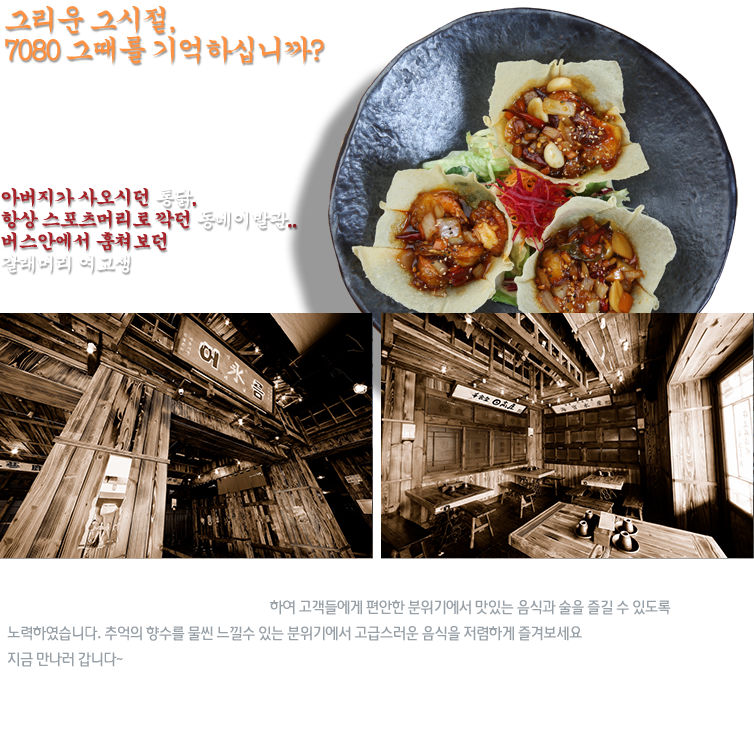 그리운 그시절,
7080 그때를 기억하십니까?
아버지가 사오시던 통닭,
항상 스포츠머리로 깍던 동네이발관..
버스안에서 훔쳐보던
갈래머리 여고생
하여 고객들에게 편안한 분위기에서 맛있는 음식과 술을 즐길 수 있도록
노력하였습니다. 추억의 향수를 물씬 느낄수 있는 분위기에서 고급스러운 음식을 저렴하게 즐겨보세요
지금 만나러 갑니다~